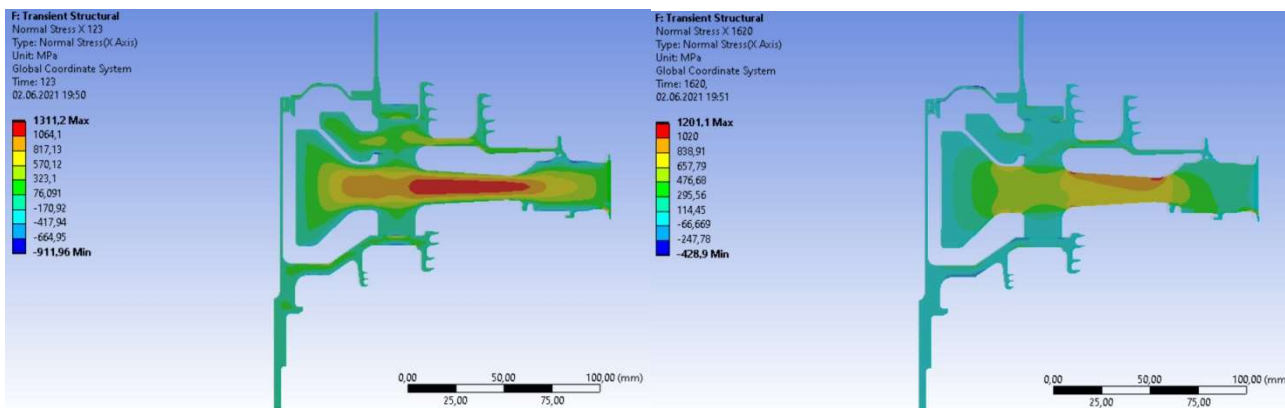 F: Transient Structural
Normal Stress X 123
Type: Normal Stress(X Axis)
Unit: MPa
Global Coordinate System
Time: 123
02.06.2021 19:50
1311,2 Max
1064,1
817,13
570,12
323,1
76,091
-170,92
-417,94
-664,95
-911,96 Min
0,00 50,00 100,00 (mm)
25,00 75,00
F: Transient Structural
Normal Stress X 1620
Type: Normal Stress(X Axis)
Unit: MPa
Global Coordinate System
Time: 1620,
02.06.2021 19:51
1201,1 Max
1020
838,91
657,79
476,68
295,56
114,45
-66,669
-247,78
-428,9 Min
0,00 50,00 100,00 (mm)
25,00 75,00